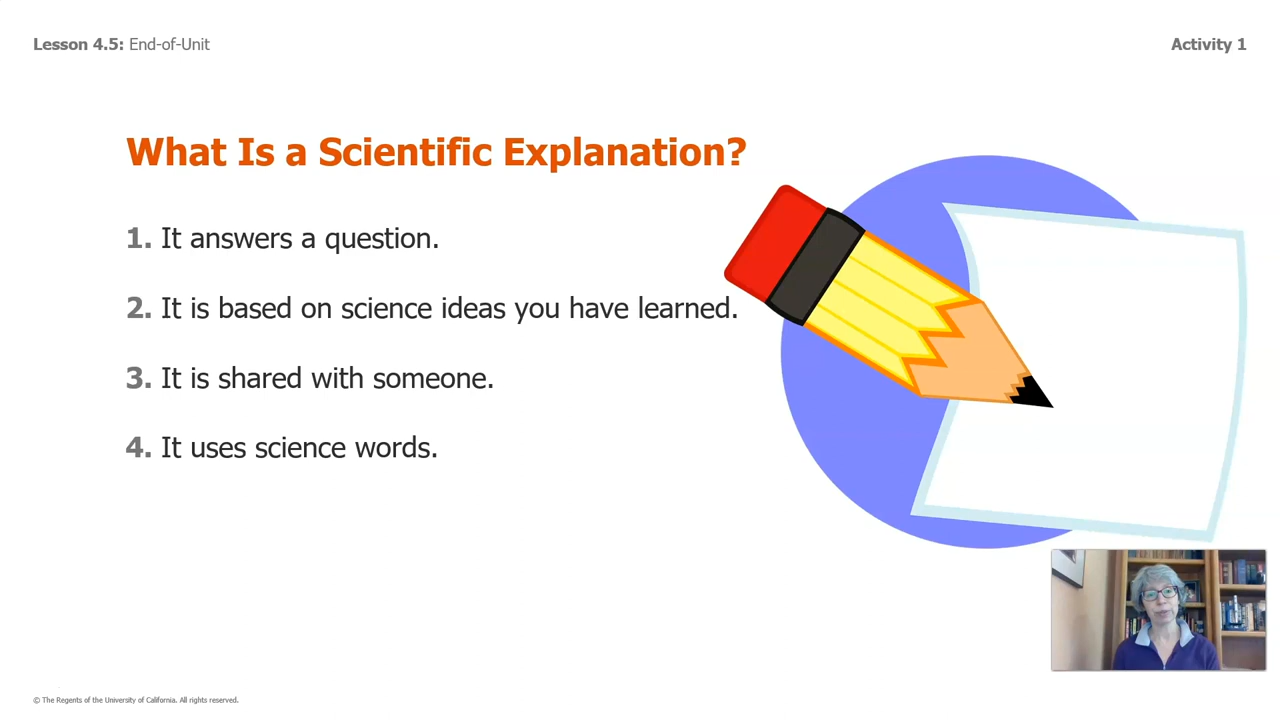 Lesson 4.5: End-of-Unit
Activity 1
What Is a Scientific Explanation?
1. It answers a question.
2. It is based on science ideas you have learned.
3. It is shared with someone.
4. It uses science words.
© The Regents of the University of California. All rights reserved.